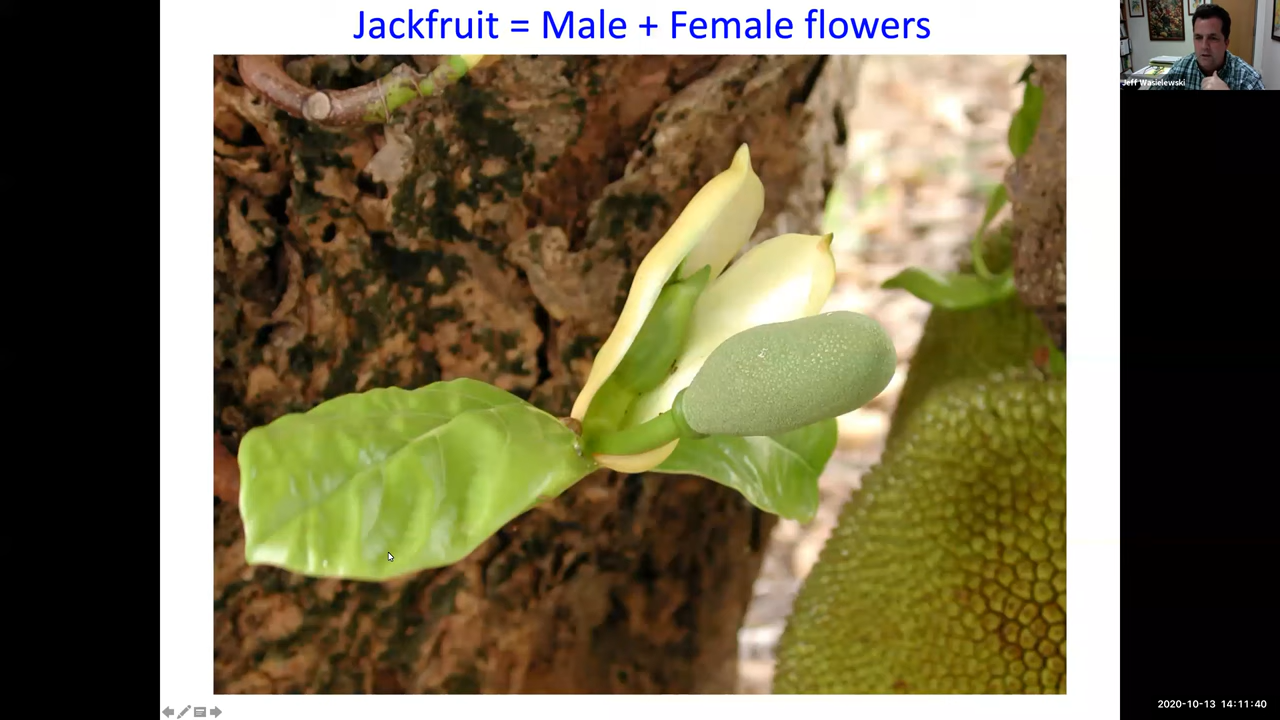 Jackfruit = Male + Female flowers
Jeff Wasielewski
2020-10-13 14:11:40